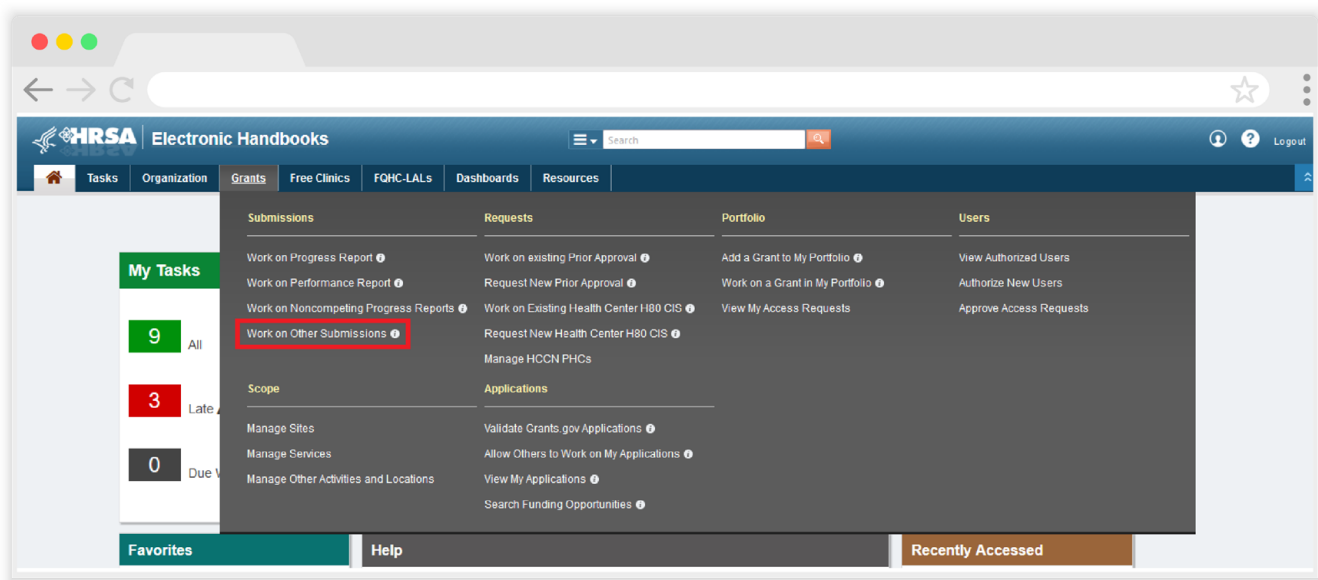 HRSA Electronic Handbooks
Search
Logout
Tasks Organization Grants Free Clinics FQHC-LALs Dashboards Resources
Submissions
Work on Progress Report
Work on Performance Report
Work on Noncompeting Progress Reports
Work on Other Submissions
Requests
Work on existing Prior Approval
Request New Prior Approval
Work on Existing Health Center H80 CIS
Request New Health Center H80 CIS
Manage HCCN PHCs
Portfolio
Add a Grant to My Portfolio
Work on a Grant in My Portfolio
View My Access Requests
Users
View Authorized Users
Authorize New Users
Approve Access Requests
Scope
Manage Sites
Manage Services
Manage Other Activities and Locations
Applications
Validate Grants.gov Applications
Allow Others to Work on My Applications
View My Applications
Search Funding Opportunities
My Tasks
9 All
3 Late
0 Due
Favorites
Help
Recently Accessed